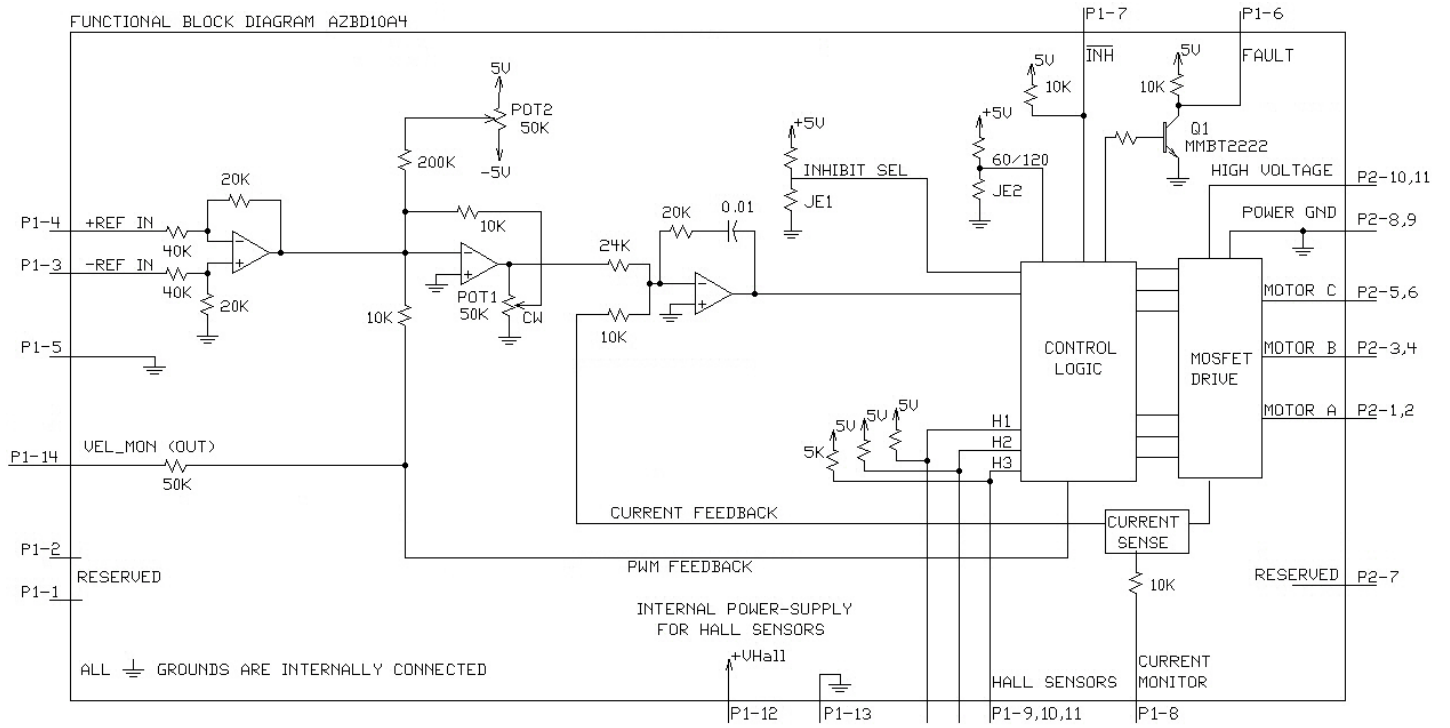 FUNCTIONAL BLOCK DIAGRAM AZBD10A4
P1-7
P1-6
INH
FAULT
5V
10K
5V
10K
Q1
MMBT2222
5V
POT2
50K
-5V
200K
+5V
INHIBIT SEL
JE1
+5V
60/120
JE2
HIGH VOLTAGE
P2-10,11
POWER GND
P2-8,9
20K
P1-4
+REF IN
40K
P1-3
-REF IN
40K
20K
-
+
10K
-
+
POT1
50K
CW
24K
20K
0.01
-
+
10K
10K
P1-5
CONTROL
LOGIC
MOSFET
DRIVE
MOTOR C
P2-5,6
MOTOR B
P2-3,4
MOTOR A
P2-1,2
5V
5V
5V
5K
H1
H2
H3
VEL_MON (OUT)
P1-14
50K
CURRENT FEEDBACK
CURRENT
SENSE
P1-2
RESERVED
P1-1
PWM FEEDBACK
10K
RESERVED
P2-7
INTERNAL POWER-SUPPLY
FOR HALL SENSORS
+VHall
ALL GROUNDS ARE INTERNALLY CONNECTED
HALL SENSORS
CURRENT
MONITOR
P1-12
P1-13
P1-9,10,11
P1-8